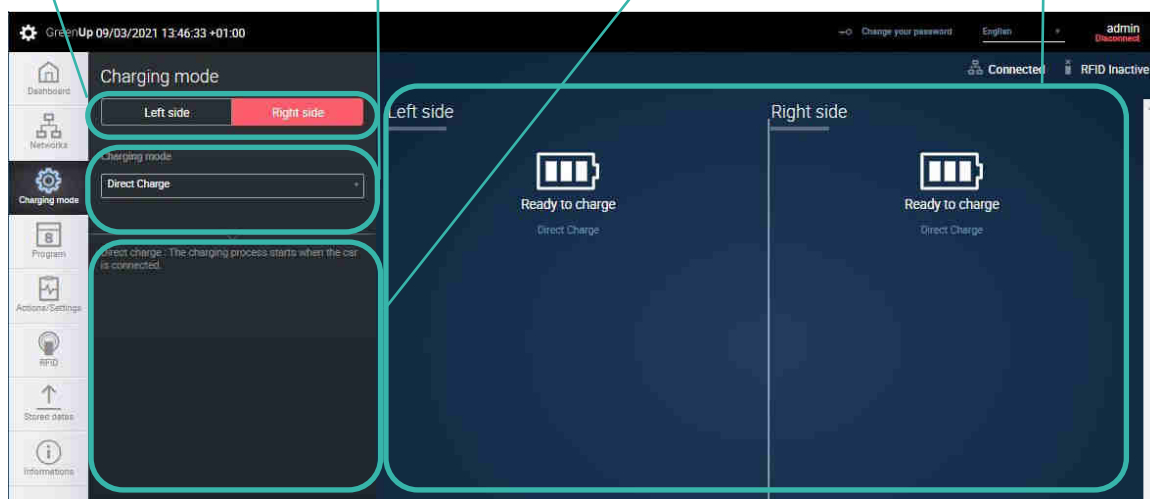 GreenUp 09/03/2021 13:46:33 +01:00
Change your password
English
admin
Disconnect
Connected
RFID Inactive
Dashboard
Networks
Charging mode
8
Program
Actions/Settings
RFID
Stored datas
Informations
Charging mode
Left side
Right side
Charging mode
Direct Charge
Direct charge : The charging process starts when the car
is connected.
Left side
Ready to charge
Direct Charge
Right side
Ready to charge
Direct Charge